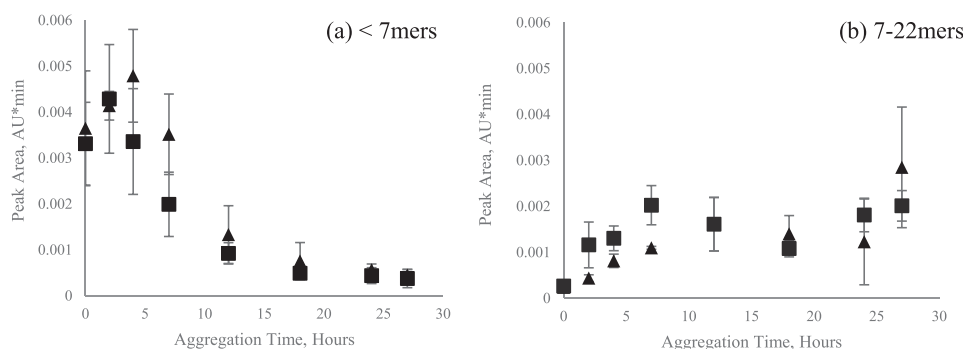 (a) < 7mers
0.006
0.005
0.004
0.003
0.002
0.001
0
Peak Area, AU*min
0 5 10 15 20 25 30
Aggregation Time, Hours
(b) 7-22mers
0.006
0.005
0.004
0.003
0.002
0.001
0
Peak Area, AU*min
0 5 10 15 20 25 30
Aggregation Time, Hours